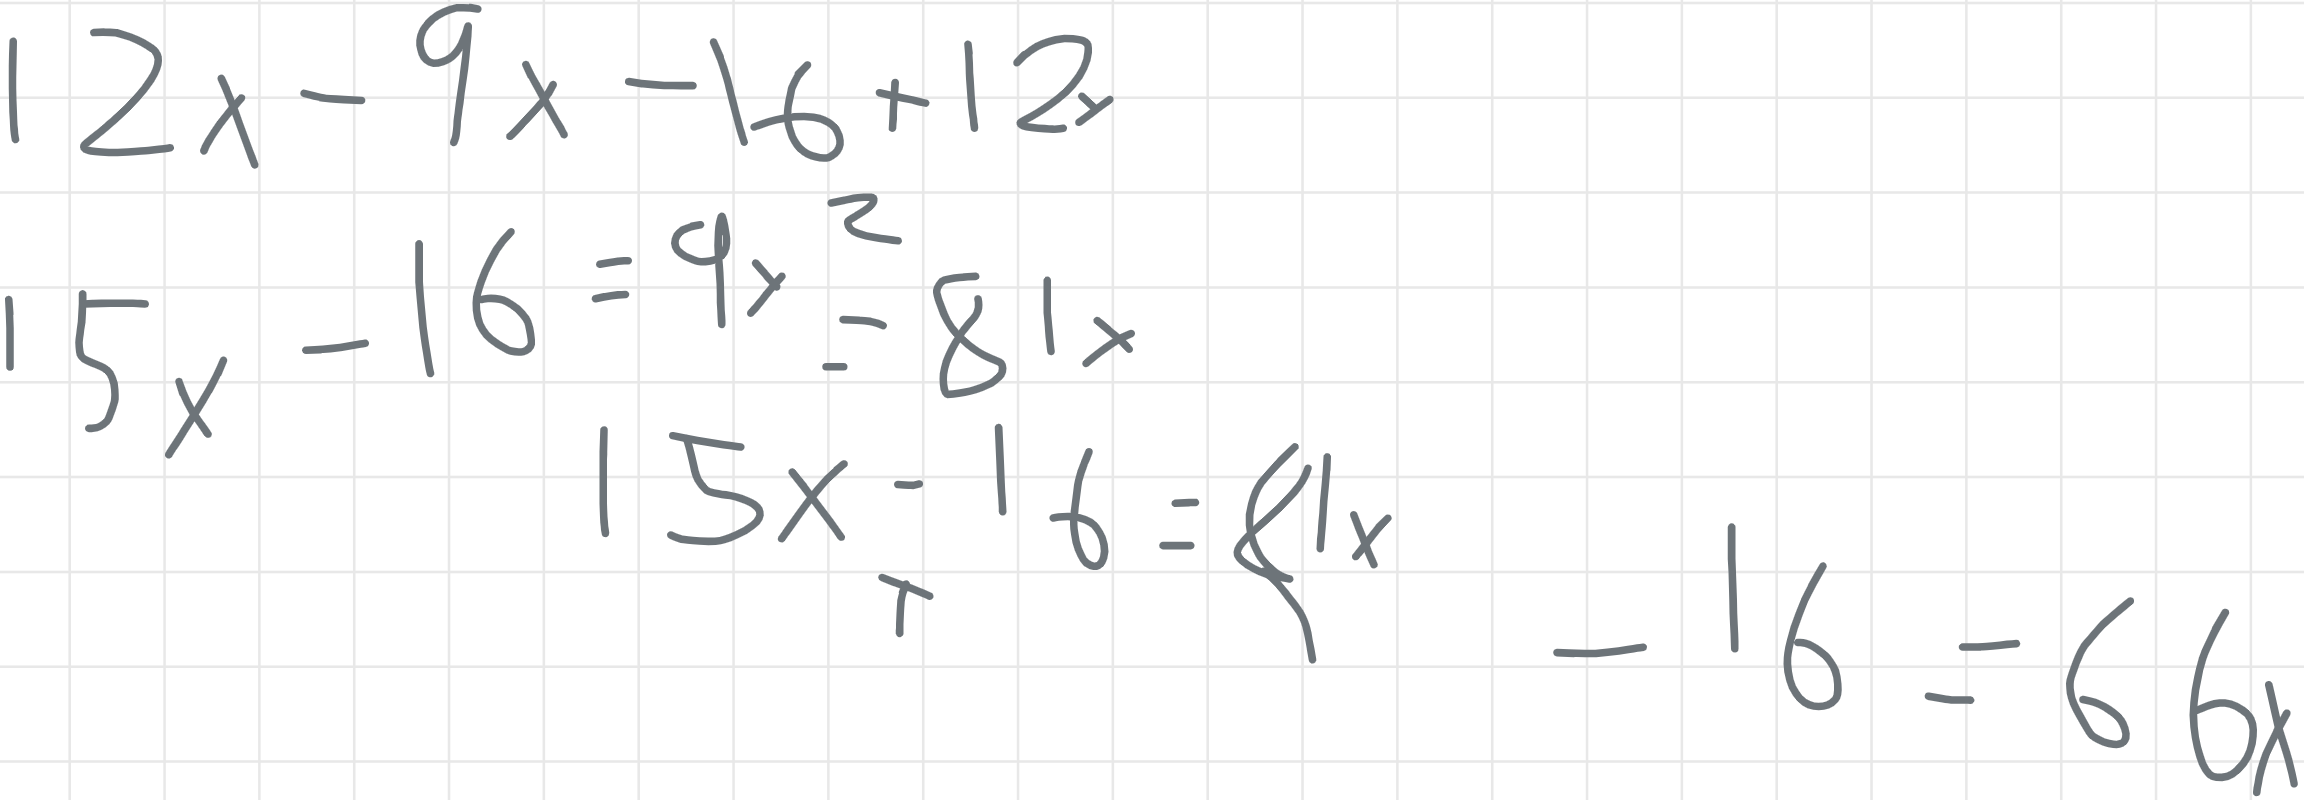 12x - 9x - 16 + 12x
15x - 16 = 9x² = 81x
15x - 16 = 81x
- 16 = 66x